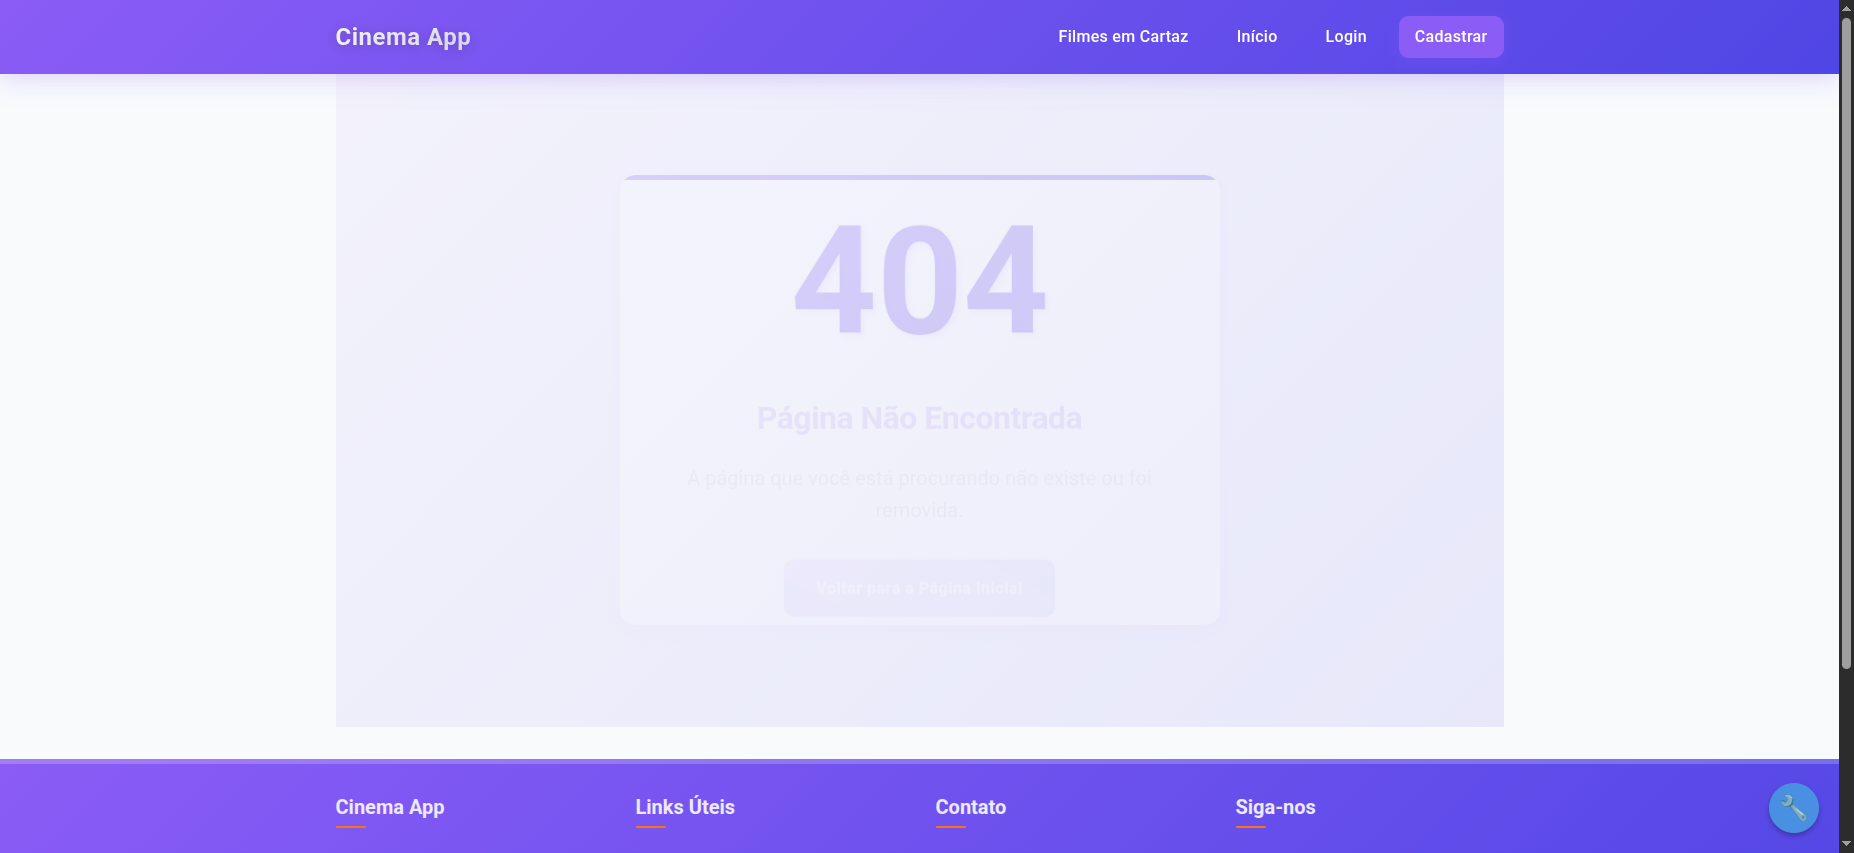 Cinema App
Filmes em Cartaz
Início
Login
Cadastrar
404
Página Não Encontrada
A página que você está procurando não existe ou foi
removida.
Voltar para a Página Inicial
Cinema App
Links Úteis
Contato
Siga-nos